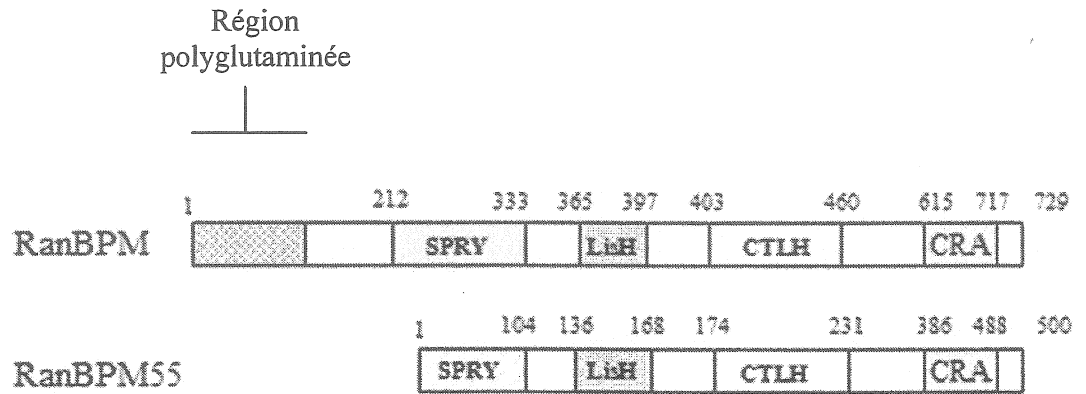 Région
polyglutaminée
1 212 333 365 397 403 460 615 717 729
RanBPM SPRY LisH CTLH CRA
1 104 136 168 174 231 386 488 500
RanBPM55 SPRY LisH CTLH CRA